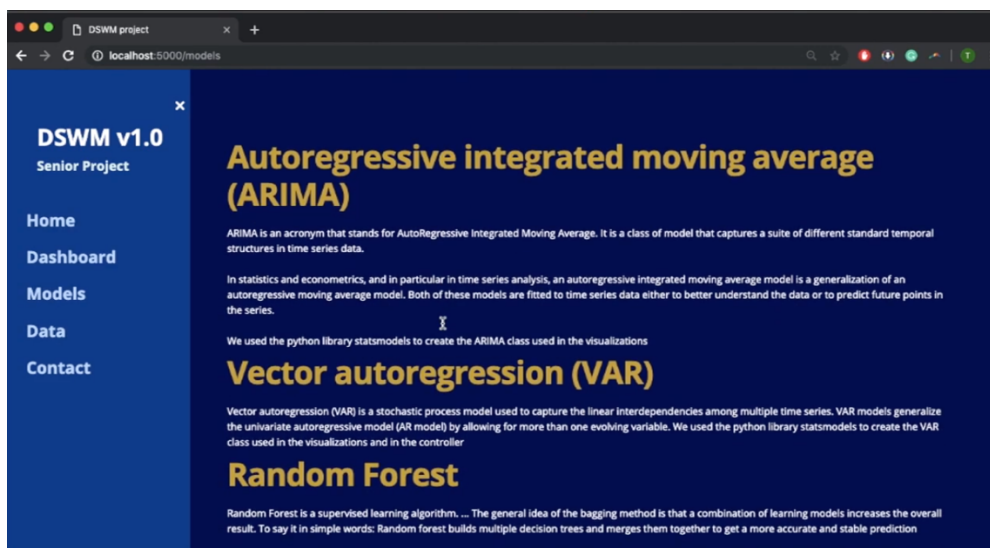 DSWM project
localhost:5000/models
DSWM v1.0
Senior Project
Home
Dashboard
Models
Data
Contact
Autoregressive integrated moving average
(ARIMA)
ARIMA is an acronym that stands for AutoRegressive Integrated Moving Average. It is a class of model that captures a suite of different standard temporal
structures in time series data.
In statistics and econometrics, and in particular in time series analysis, an autoregressive integrated moving average model is a generalization of an
autoregressive moving average model. Both of these models are fitted to time series data either to better understand the data or to predict future points in
the series.
We used the python library statsmodels to create the ARIMA class used in the visualizations
Vector autoregression (VAR)
Vector autoregression (VAR) is a stochastic process model used to capture the linear interdependencies among multiple time series. VAR models generalize
the univariate autoregressive model (AR model) by allowing for more than one evolving variable. We used the python library statsmodels to create the VAR
class used in the visualizations and in the controller
Random Forest
Random Forest is a supervised learning algorithm. ... The general idea of the bagging method is that a combination of learning models increases the overall
result. To say it in simple words: Random forest builds multiple decision trees and merges them together to get a more accurate and stable prediction